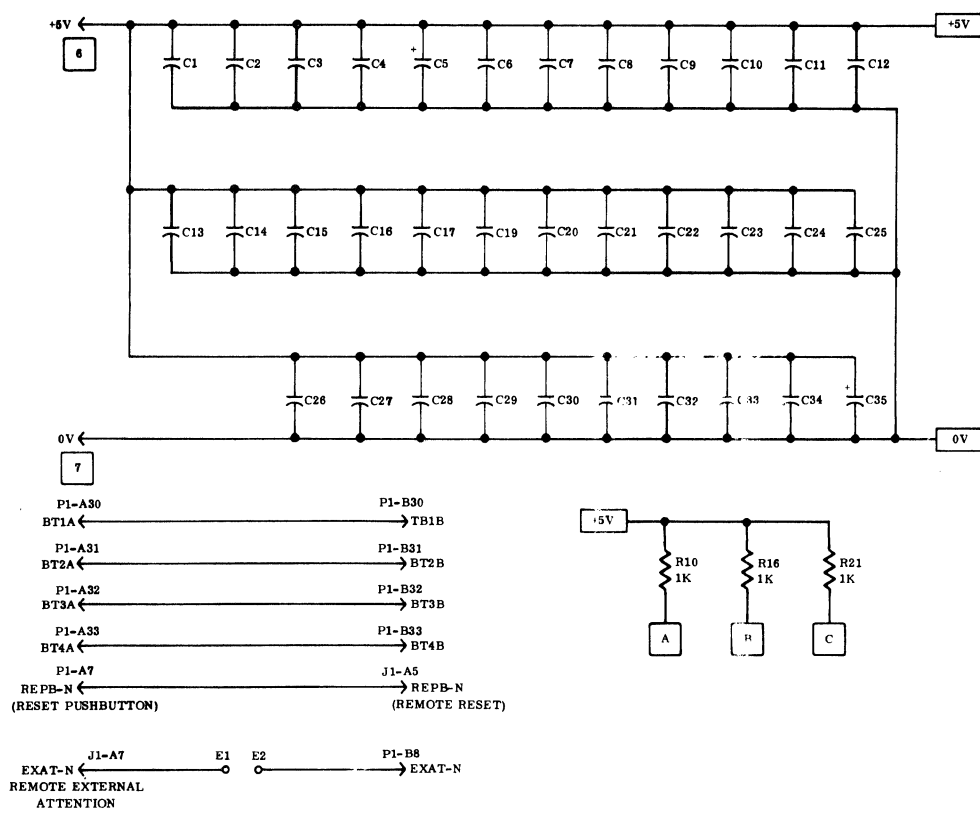 +5V +5V
6
C1 C2 C3 C4 + C5 C6 C7 C8 C9 C10 C11 C12
C13 C14 C15 C16 C17 C19 C20 C21 C22 C23 C24 C25
C26 C27 C28 C29 C30 C31 C32 C33 C34 + C35
0V 0V
7
P1-A30 P1-B30
BT1A TB1B
P1-A31 P1-B31
BT2A BT2B
P1-A32 P1-B32
BT3A BT3B
P1-A33 P1-B33
BT4A BT4B
P1-A7 J1-A5
REPB-N REPB-N
(RESET PUSHBUTTON) (REMOTE RESET)
J1-A7 E1 E2 P1-B8
EXAT-N EXAT-N
REMOTE EXTERNAL
ATTENTION
+5V
R10 R16 R21
1K 1K 1K
A B C